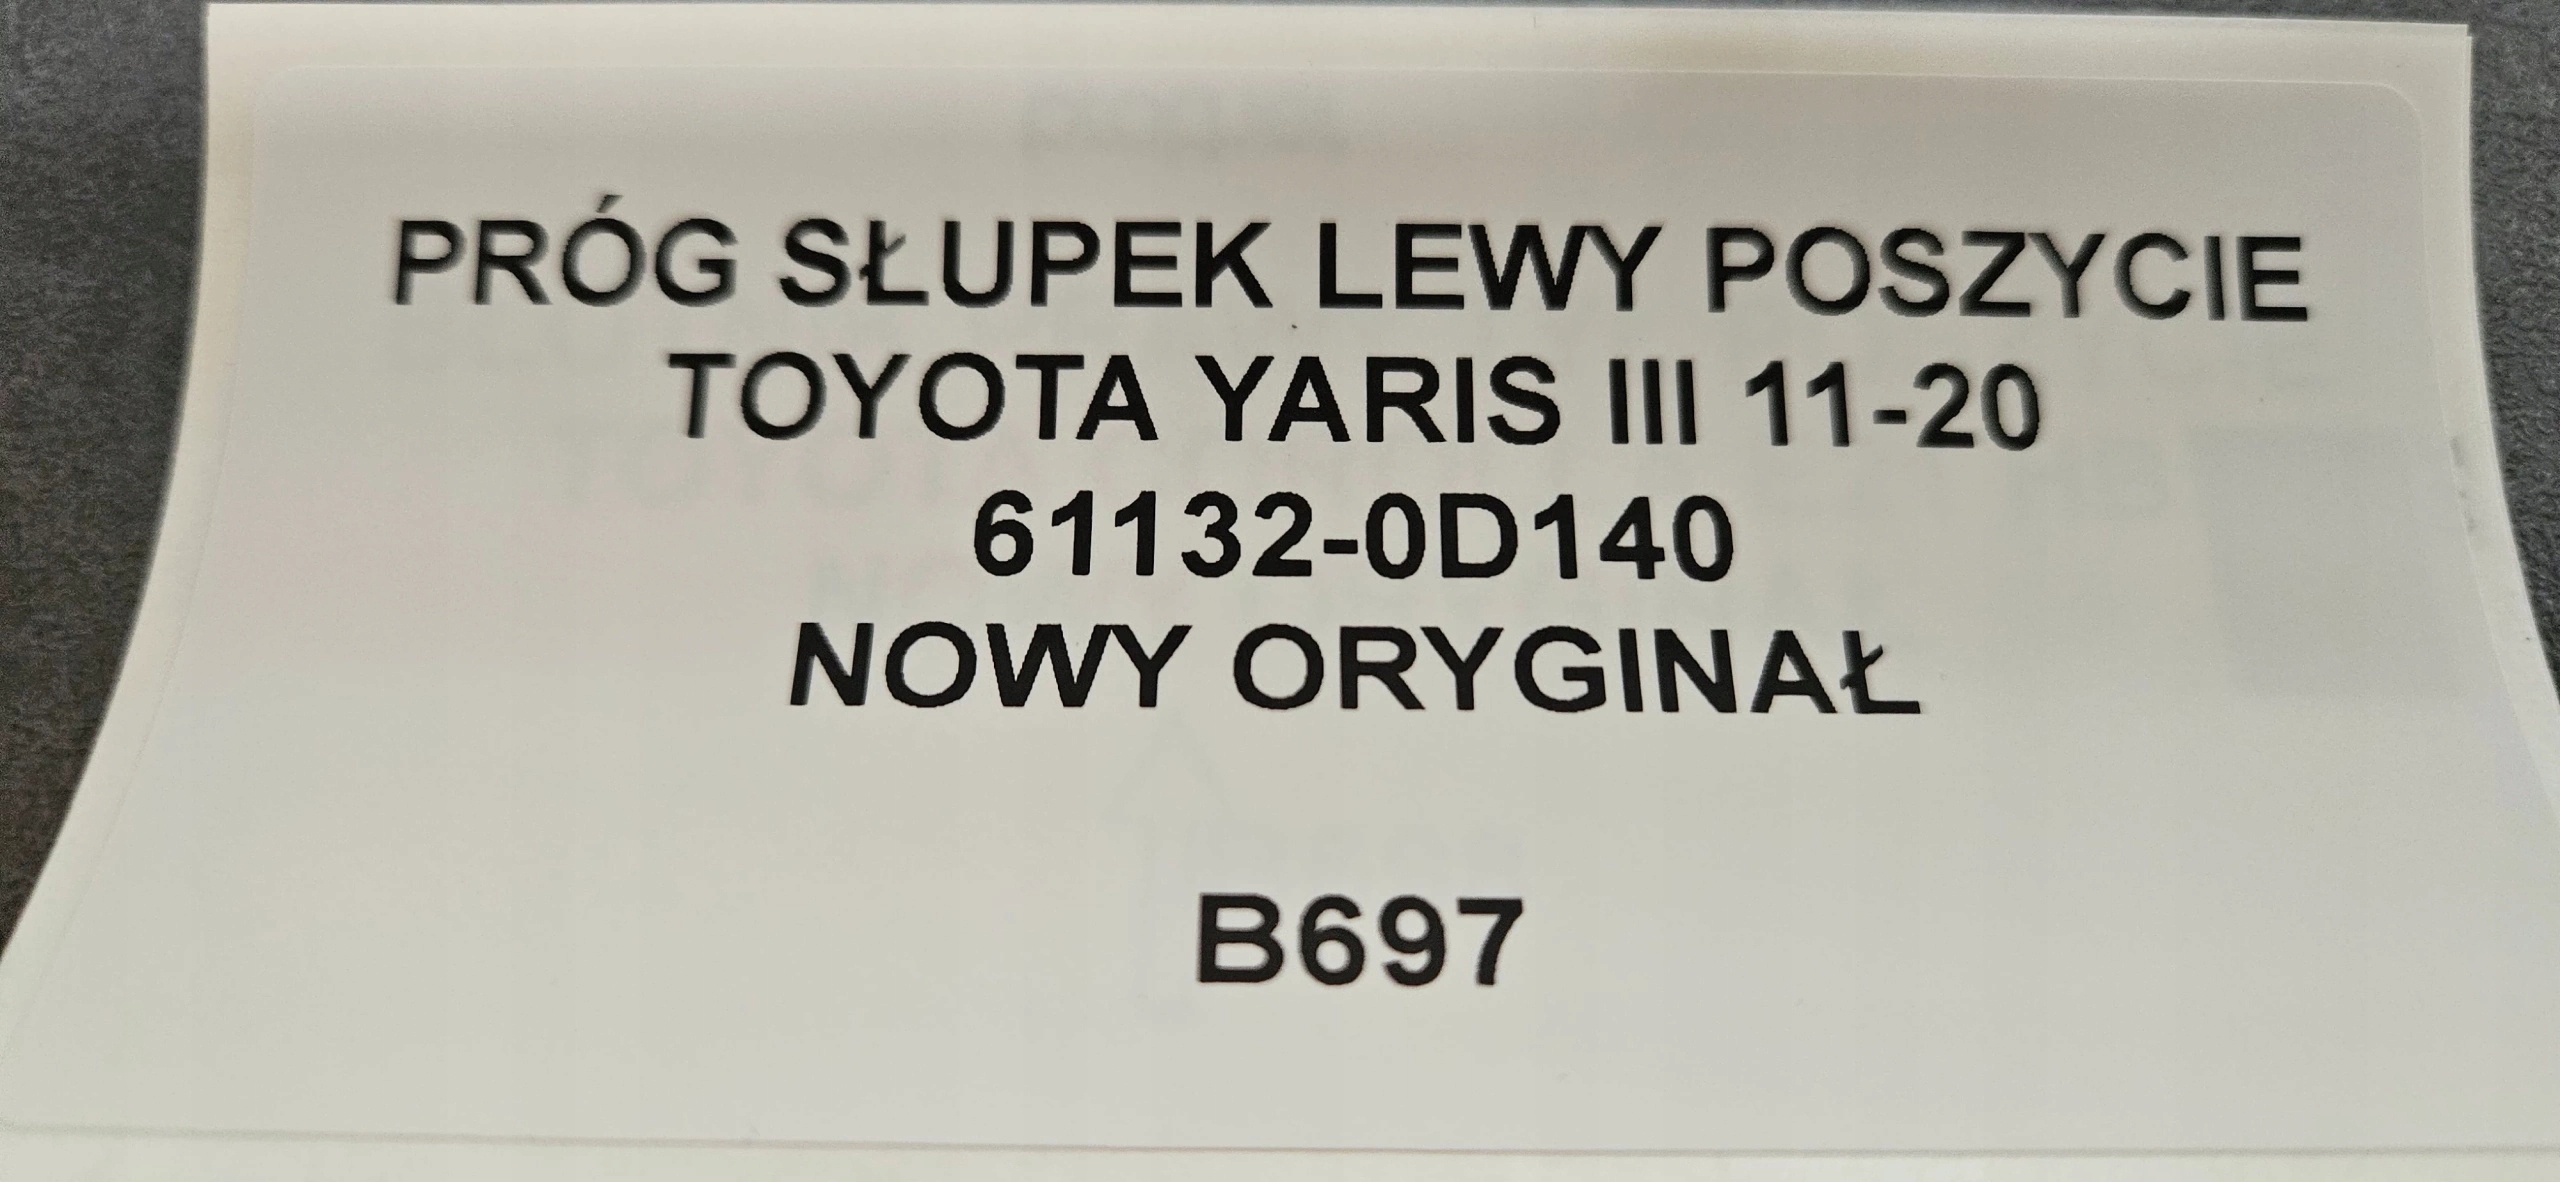 PRÓG SŁUPEK LEWY POSZYCIE
TOYOTA YARIS III 11-20
61132-0D140
NOWY ORYGINAŁ
B697